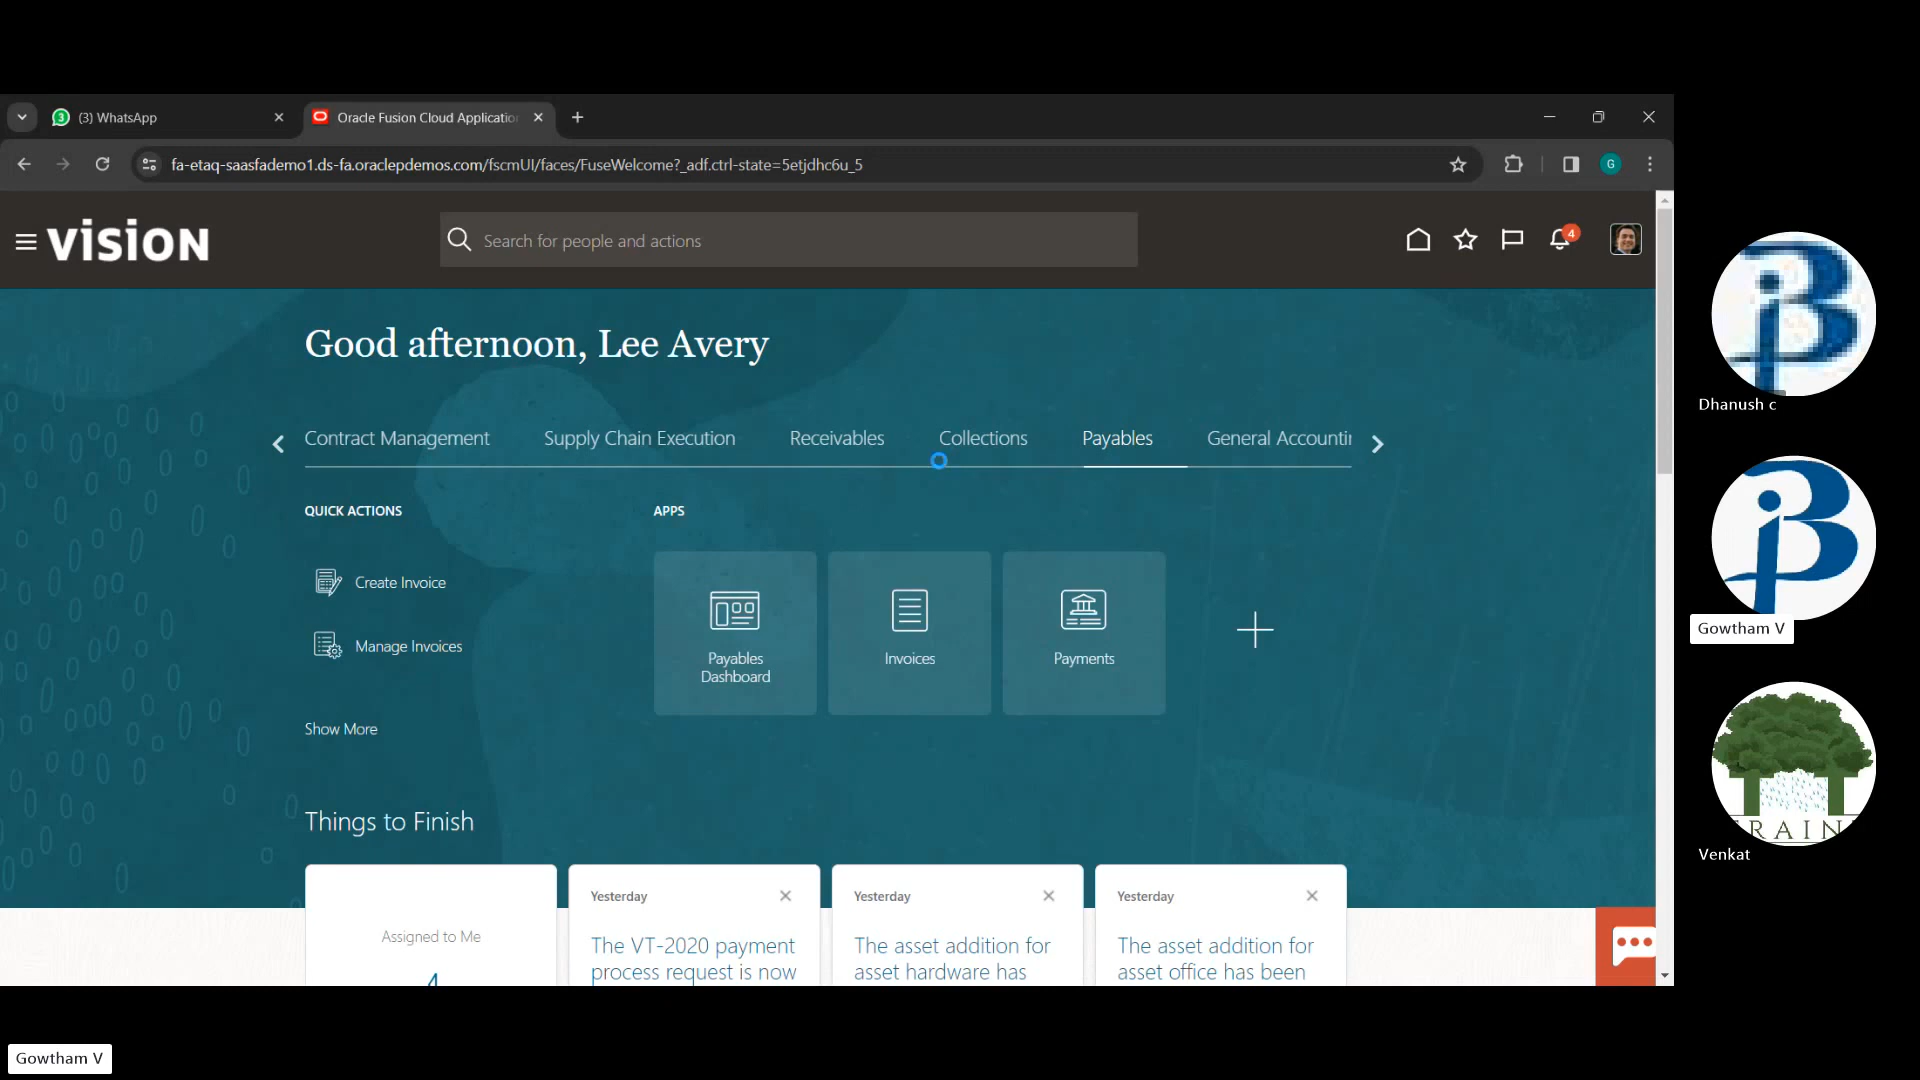 (3) WhatsApp
Oracle Fusion Cloud Applicatio
fa-etaq-saasfademo1.ds-fa.oraclepdemos.com/fscmUI/faces/FuseWelcome?_adf.ctrl-state=5etjdhc6u_5
G
vision
Search for people and actions
4
Good afternoon, Lee Avery
Contract Management
Supply Chain Execution
Receivables
Collections
Payables
General Accountin
QUICK ACTIONS
APPS
Create Invoice
Manage Invoices
Show More
Payables
Dashboard
Invoices
Payments
Things to Finish
Assigned to Me
4
Yesterday
The VT-2020 payment
process request is now
Yesterday
The asset addition for
asset hardware has
Yesterday
The asset addition for
asset office has been
Dhanush c
Gowtham V
RAIN
Venkat
Gowtham V